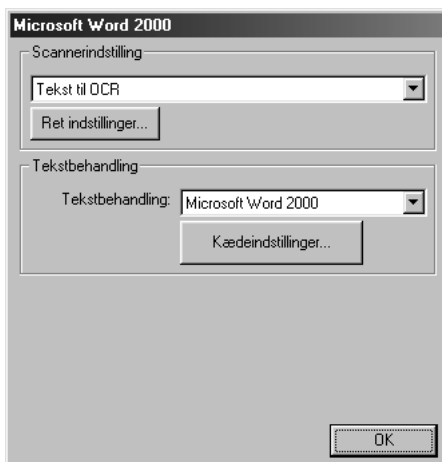 Microsoft Word 2000
Scannerindstilling
Tekst til OCR
Ret indstillinger...
Tekstbehandling
Tekstbehandling: Microsoft Word 2000
Kædeindstillinger...
OK